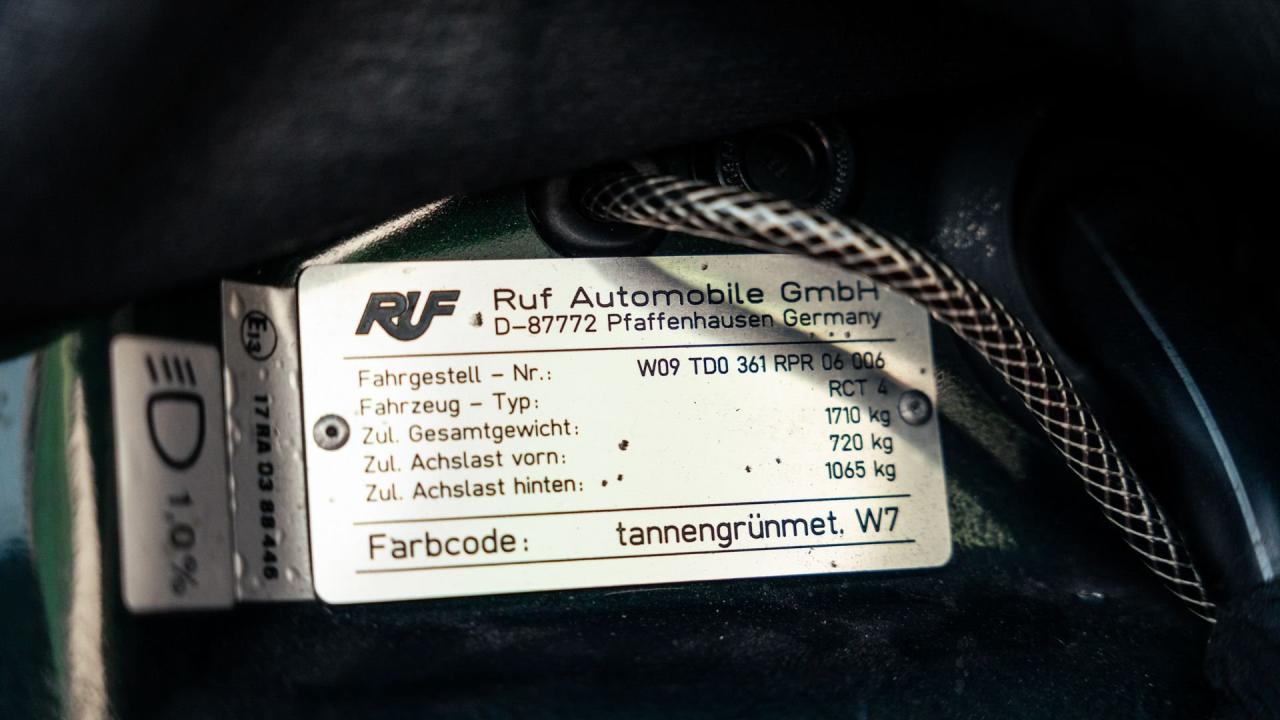 RUF
Ruf Automobile GmbH
D-87772 Pfaffenhausen Germany
Fahrgestell - Nr.: W09 TD0 361 RPR 06 006
Fahrzeug - Typ: RCT 4
Zul. Gesamtgewicht: 1710 kg
Zul. Achslast vorn: 720 kg
Zul. Achslast hinten: 1065 kg
Farbcode: tannengrünmet. W7
E13
17 RA 03 88 446
1,0%